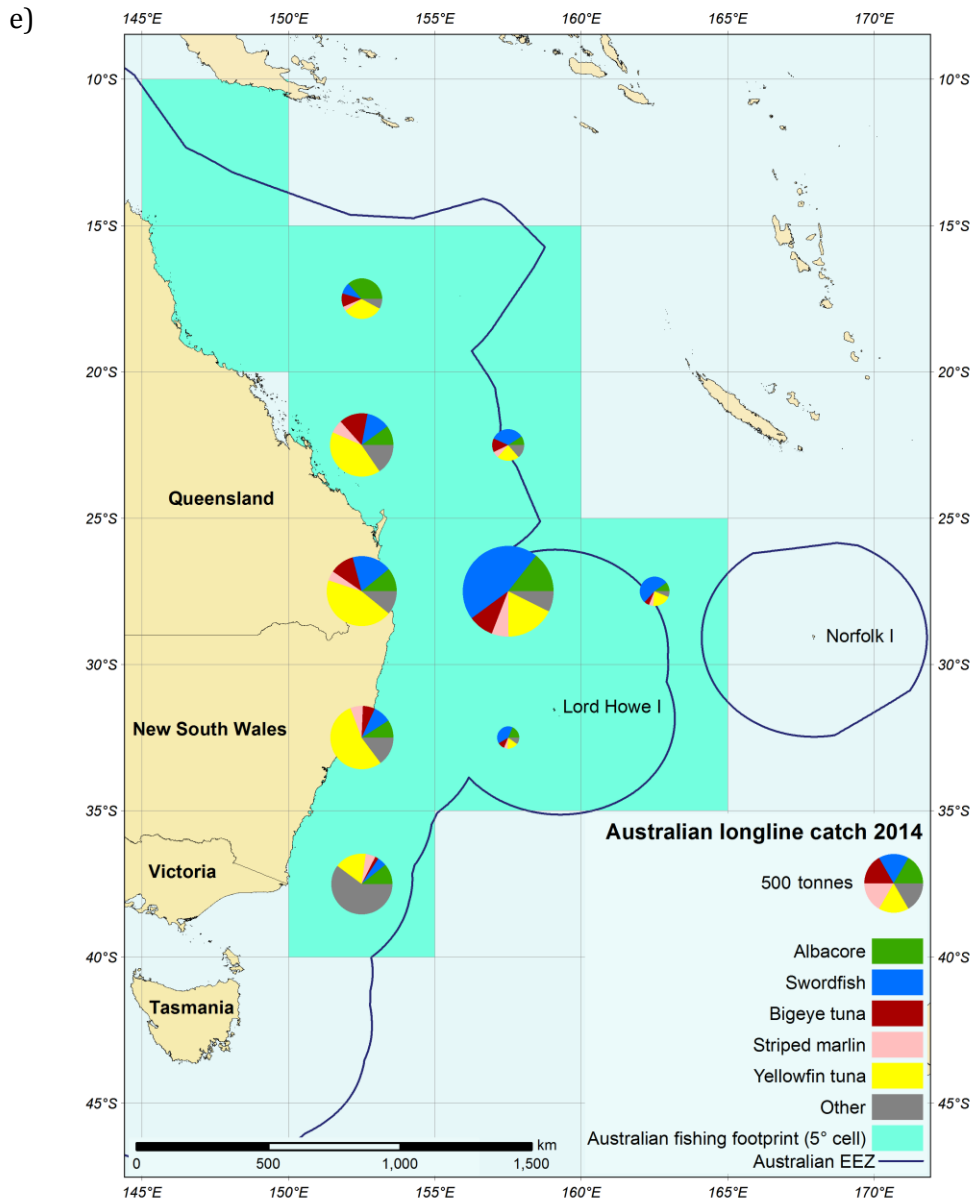 e)
145°E 150°E 155°E 160°E 165°E 170°E
10°S 10°S
15°S 15°S
20°S 20°S
Queensland
25°S 25°S
Norfolk I
30°S 30°S
Lord Howe I
New South Wales
35°S 35°S
Australian longline catch 2014
Victoria
500 tonnes
40°S 40°S
Albacore
Swordfish
Tasmania
Bigeye tuna
Striped marlin
Yellowfin tuna
45°S 45°S
Other
Australian fishing footprint (5° cell)
km
Australian EEZ
0 500 1,000 1,500
145°E 150°E 155°E 160°E 165°E 170°E